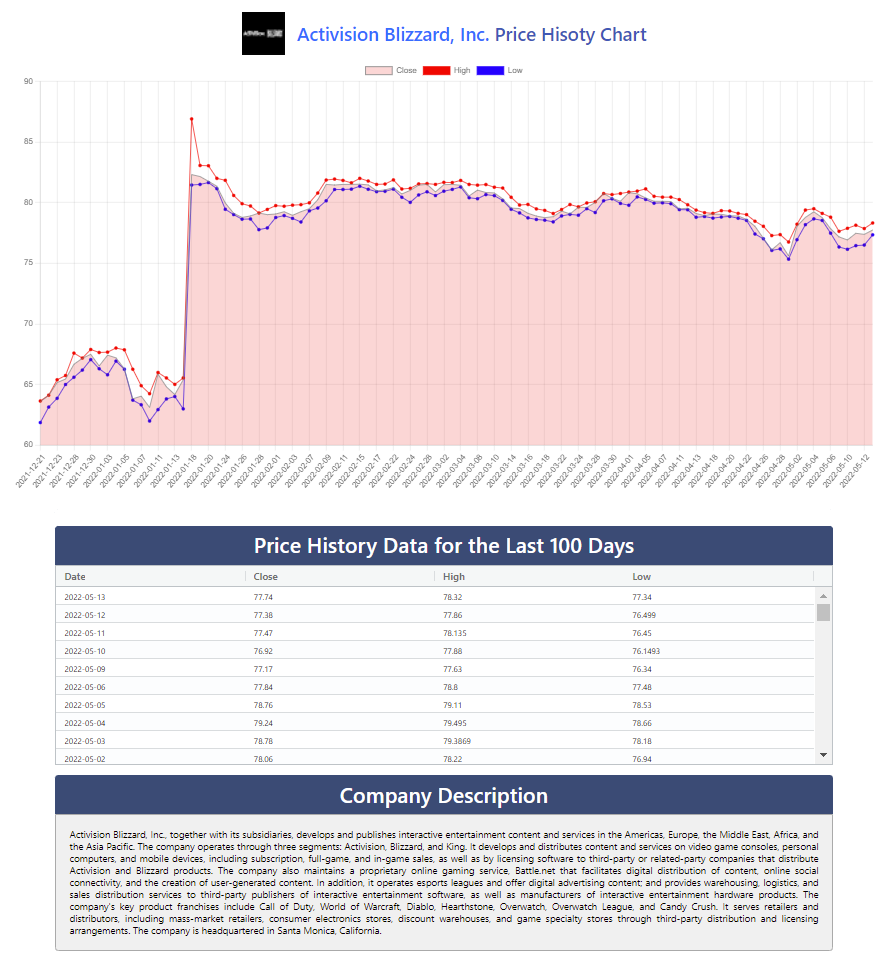 Activision Blizzard, Inc. Price Hisoty Chart
Close High Low
90
85
80
75
70
65
60
2021-12-21 2021-12-23 2021-12-28 2021-12-30 2022-01-03 2022-01-05 2022-01-07 2022-01-11 2022-01-13 2022-01-18 2022-01-20 2022-01-24 2022-01-26 2022-01-28 2022-02-01 2022-02-03 2022-02-07 2022-02-09 2022-02-11 2022-02-15 2022-02-17 2022-02-22 2022-02-24 2022-02-28 2022-03-02 2022-03-04 2022-03-08 2022-03-10 2022-03-14 2022-03-16 2022-03-18 2022-03-22 2022-03-24 2022-03-28 2022-03-30 2022-04-01 2022-04-05 2022-04-07 2022-04-11 2022-04-13 2022-04-18 2022-04-20 2022-04-22 2022-04-26 2022-04-28 2022-05-02 2022-05-04 2022-05-06 2022-05-10 2022-05-12
Price History Data for the Last 100 Days
Date Close High Low
2022-05-13 77.74 78.32 77.34
2022-05-12 77.38 77.86 76.499
2022-05-11 77.47 78.135 76.45
2022-05-10 76.92 77.88 76.1493
2022-05-09 77.17 77.63 76.34
2022-05-06 77.84 78.8 77.48
2022-05-05 78.76 79.11 78.53
2022-05-04 79.24 79.495 78.66
2022-05-03 78.78 79.3869 78.18
2022-05-02 78.06 78.22 76.94
Company Description
Activision Blizzard, Inc., together with its subsidiaries, develops and publishes interactive entertainment content and services in the Americas, Europe, the Middle East, Africa, and
the Asia Pacific. The company operates through three segments: Activision, Blizzard, and King. It develops and distributes content and services on video game consoles, personal
computers, and mobile devices, including subscription, full-game, and in-game sales, as well as by licensing software to third-party or related-party companies that distribute
Activision and Blizzard products. The company also maintains a proprietary online gaming service, Battle.net that facilitates digital distribution of content, online social
connectivity, and the creation of user-generated content. In addition, it operates esports leagues and offer digital advertising content; and provides warehousing, logistics, and
sales distribution services to third-party publishers of interactive entertainment software, as well as manufacturers of interactive entertainment hardware products. The
company's key product franchises include Call of Duty, World of Warcraft, Diablo, Hearthstone, Overwatch, Overwatch League, and Candy Crush. It serves retailers and
distributors, including mass-market retailers, consumer electronics stores, discount warehouses, and game specialty stores through third-party distribution and licensing
arrangements. The company is headquartered in Santa Monica, California.